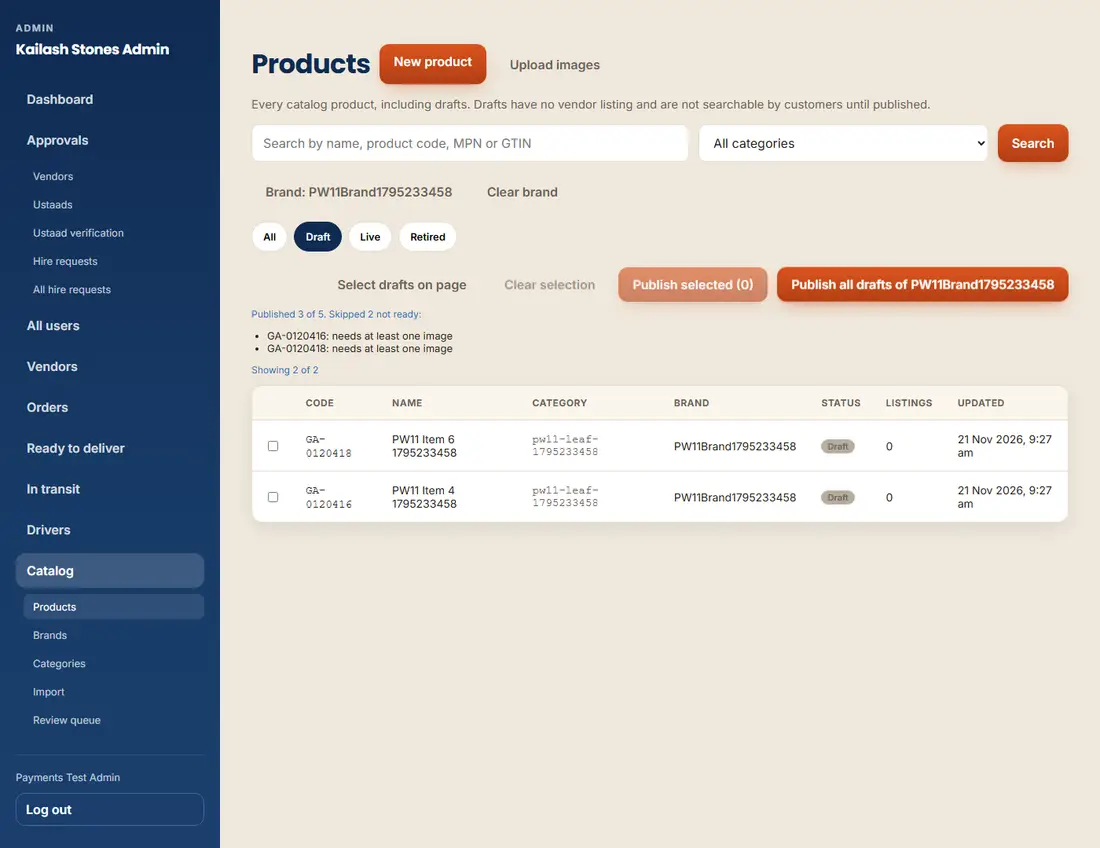 ADMIN
Kailash Stones Admin
Dashboard
Approvals
Vendors
Ustaads
Ustaad verification
Hire requests
All hire requests
All users
Vendors
Orders
Ready to deliver
In transit
Drivers
Catalog
Products
Brands
Categories
Import
Review queue
Payments Test Admin
Log out
Products New product Upload images
Every catalog product, including drafts. Drafts have no vendor listing and are not searchable by customers until published.
Search by name, product code, MPN or GTIN All categories Search
Brand: PW11Brand1795233458 Clear brand
All Draft Live Retired
Select drafts on page Clear selection Publish selected (0) Publish all drafts of PW11Brand1795233458
Published 3 of 5. Skipped 2 not ready:
• GA-0120416: needs at least one image
• GA-0120418: needs at least one image
Showing 2 of 2
CODE NAME CATEGORY BRAND STATUS LISTINGS UPDATED
GA-0120418 PW11 Item 6 1795233458 pw11-leaf-1795233458 PW11Brand1795233458 Draft 0 21 Nov 2026, 9:27 am
GA-0120416 PW11 Item 4 1795233458 pw11-leaf-1795233458 PW11Brand1795233458 Draft 0 21 Nov 2026, 9:27 am